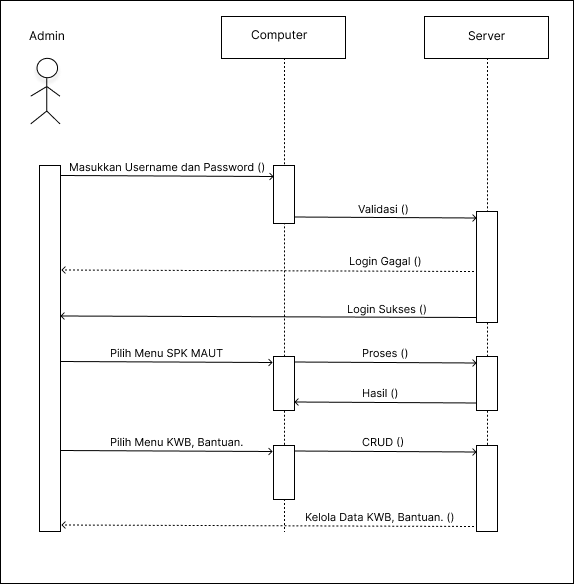 Admin
Computer
Server
Masukkan Username dan Password ()
Validasi ()
Login Gagal ()
Login Sukses ()
Pilih Menu SPK MAUT
Proses ()
Hasil ()
Pilih Menu KWB, Bantuan.
CRUD ()
Kelola Data KWB, Bantuan. ()